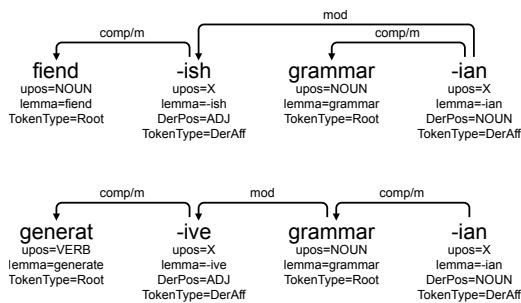 mod
comp/m comp/m
fiend -ish grammar -ian
upos=NOUN upos=X upos=NOUN upos=X
lemma=fiend lemma=-ish lemma=grammar lemma=-ian
TokenType=Root DerPos=ADJ TokenType=Root DerPos=NOUN
TokenType=DerAff TokenType=DerAff
comp/m mod comp/m
generat -ive grammar -ian
upos=VERB upos=X upos=NOUN upos=X
lemma=generate lemma=-ive lemma=grammar lemma=-ian
TokenType=Root DerPos=ADJ TokenType=Root DerPos=NOUN
TokenType=DerAff TokenType=DerAff